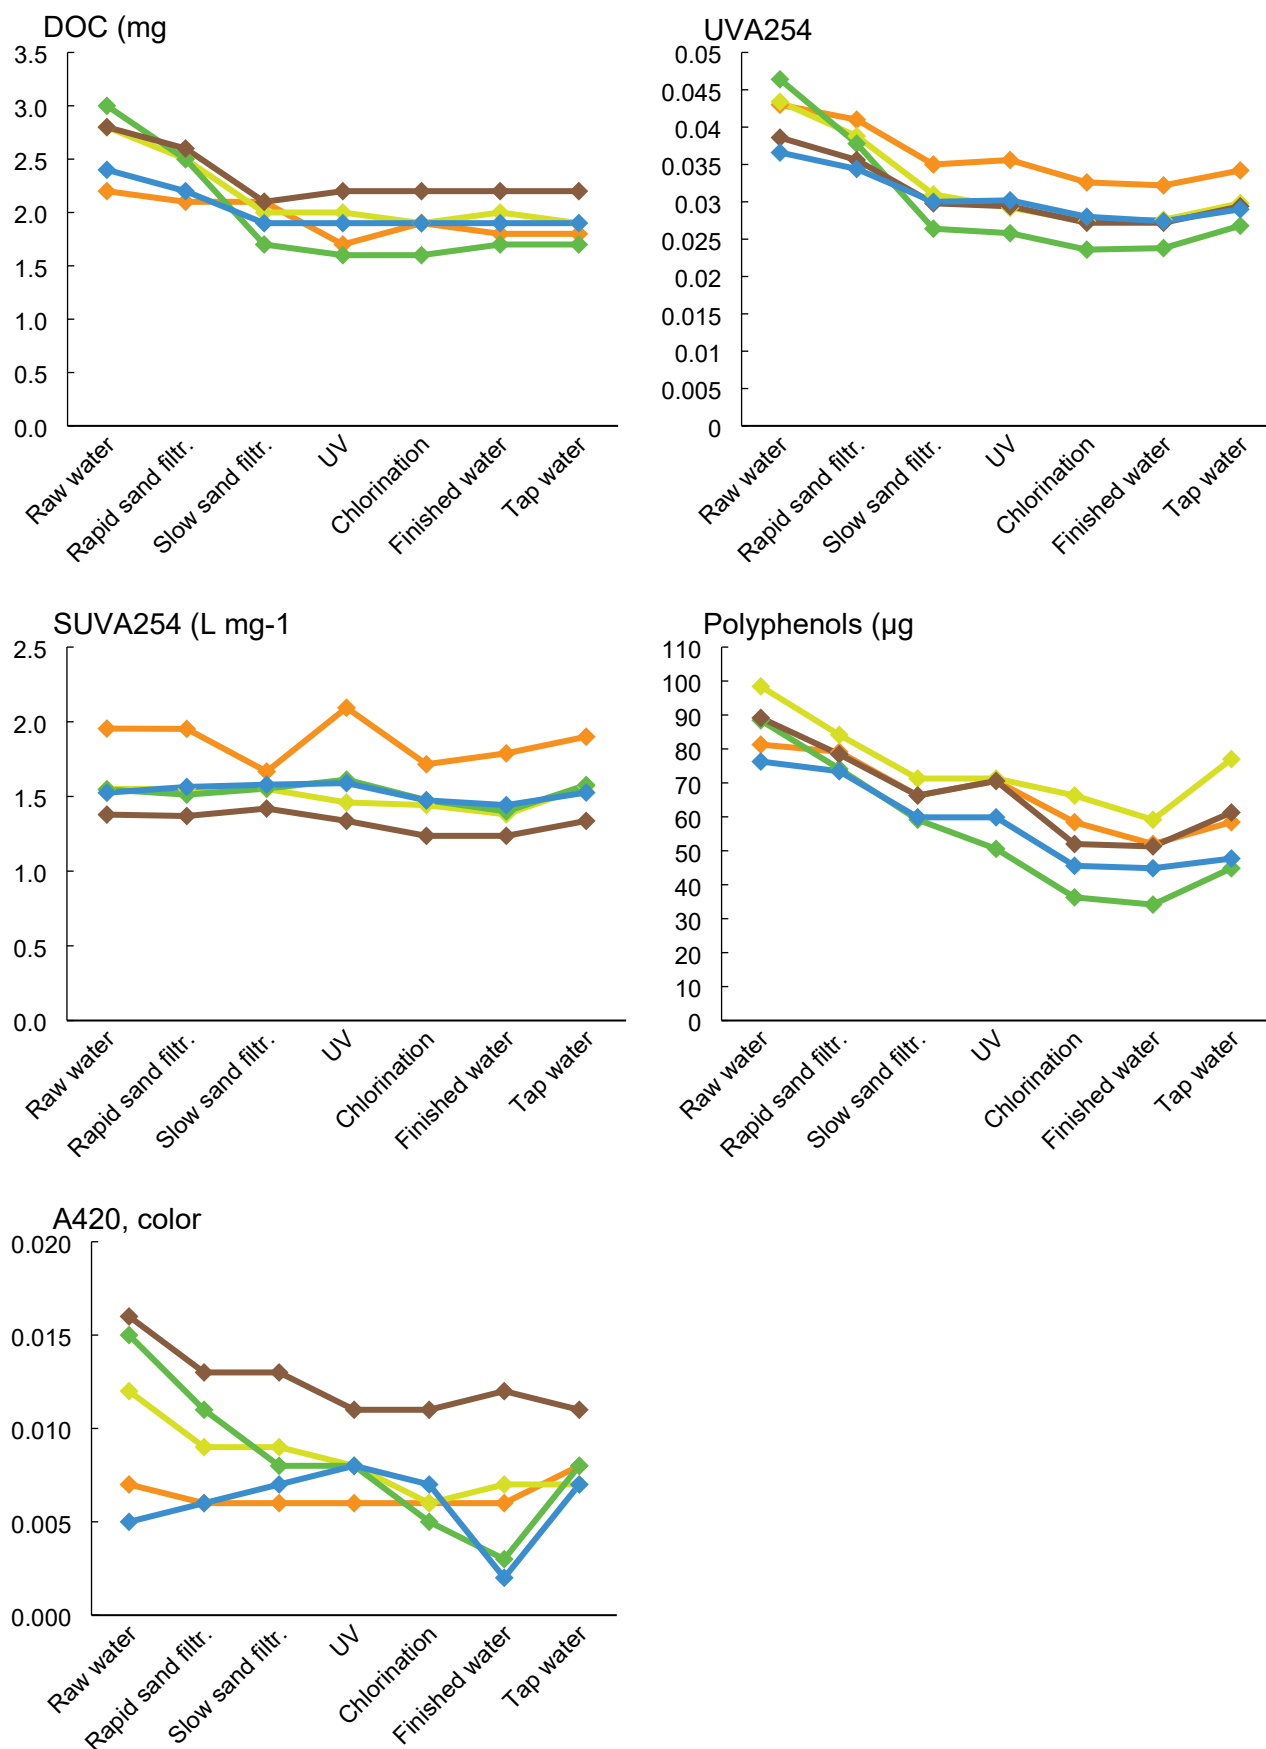 DOC (mg
3.5
3.0
2.5
2.0
1.5
1.0
0.5
0.0
Raw water
Rapid sand filtr.
Slow sand filtr.
UV
Chlorination
Finished water
Tap water
UVA254
0.05
0.045
0.04
0.035
0.03
0.025
0.02
0.015
0.01
0.005
0
Raw water
Rapid sand filtr.
Slow sand filtr.
UV
Chlorination
Finished water
Tap water
SUVA254 (L mg-1
2.5
2.0
1.5
1.0
0.5
0.0
Raw water
Rapid sand filtr.
Slow sand filtr.
UV
Chlorination
Finished water
Tap water
Polyphenols (µg
110
100
90
80
70
60
50
40
30
20
10
0
Raw water
Rapid sand filtr.
Slow sand filtr.
UV
Chlorination
Finished water
Tap water
A420, color
0.020
0.015
0.010
0.005
0.000
Raw water
Rapid sand filtr.
Slow sand filtr.
UV
Chlorination
Finished water
Tap water